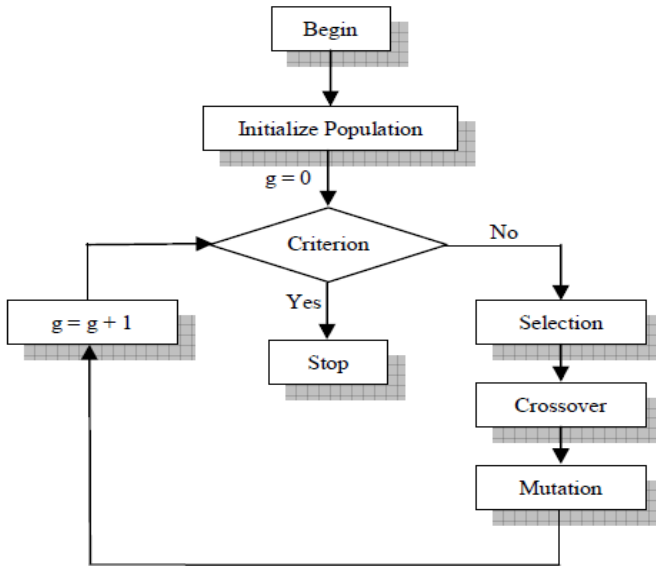 Begin
Initialize Population
g = 0
Criterion
No
Yes
g = g + 1
Selection
Stop
Crossover
Mutation